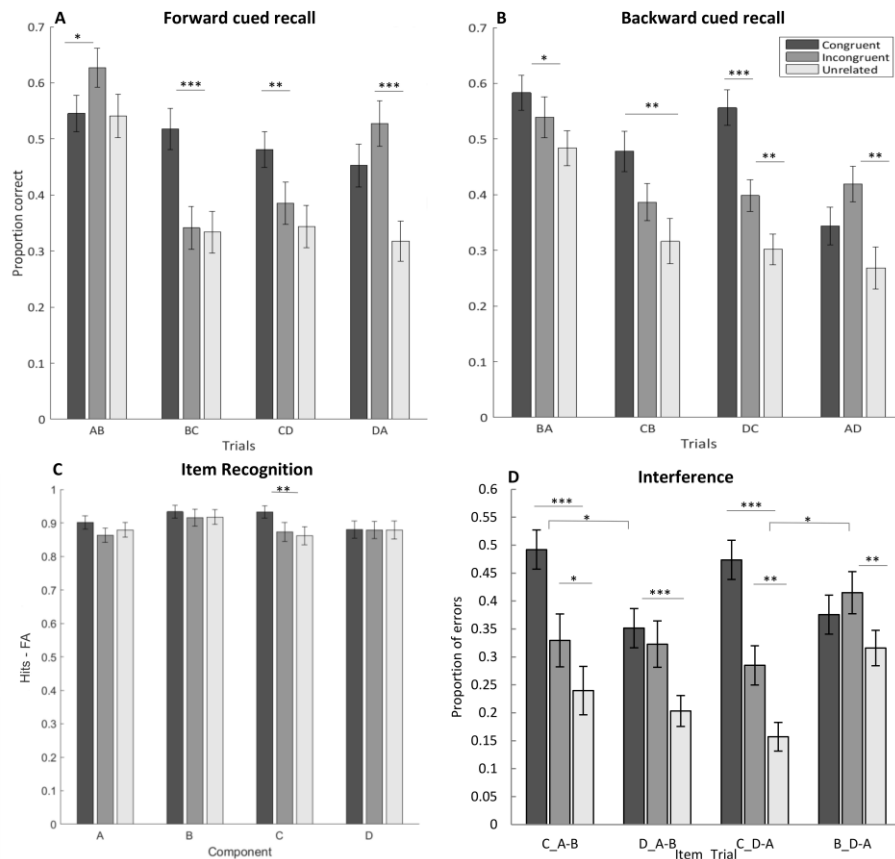 A Forward cued recall
* *** ** ***
0.6
0.5
0.4
0.3
0.2
0.1
0
Proportion correct
AB BC CD DA
Trials
B Backward cued recall
Congruent
Incongruent
Unrelated
* ** *** ** **
0.6
0.5
0.4
0.3
0.2
0.1
0
BA CB DC AD
Trials
C Item Recognition
**
1
0.9
0.8
0.7
0.6
0.5
0.4
0.3
0.2
0.1
0
Hits - FA
A B C D
Component
D Interference
*** * * *** *** ** * **
0.6
0.55
0.5
0.45
0.4
0.35
0.3
0.25
0.2
0.15
0.1
0.05
0
Proportion of errors
C_A-B D_A-B C_D-A B_D-A
Item_Trial